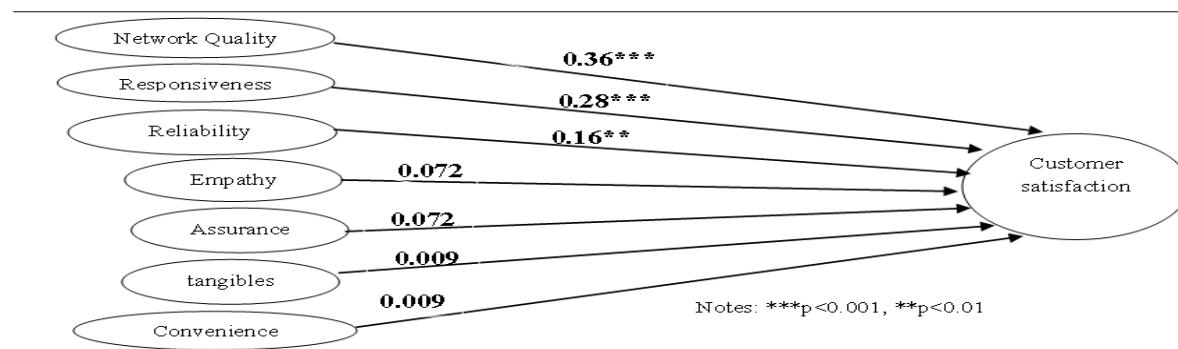 Network Quality
0.36***
Responsiveness
0.28***
Reliability
0.16**
Customer
satisfaction
Empathy
0.072
Assurance
0.072
tangibles
0.009
Convenience
0.009
Notes: ***p<0.001, **p<0.01